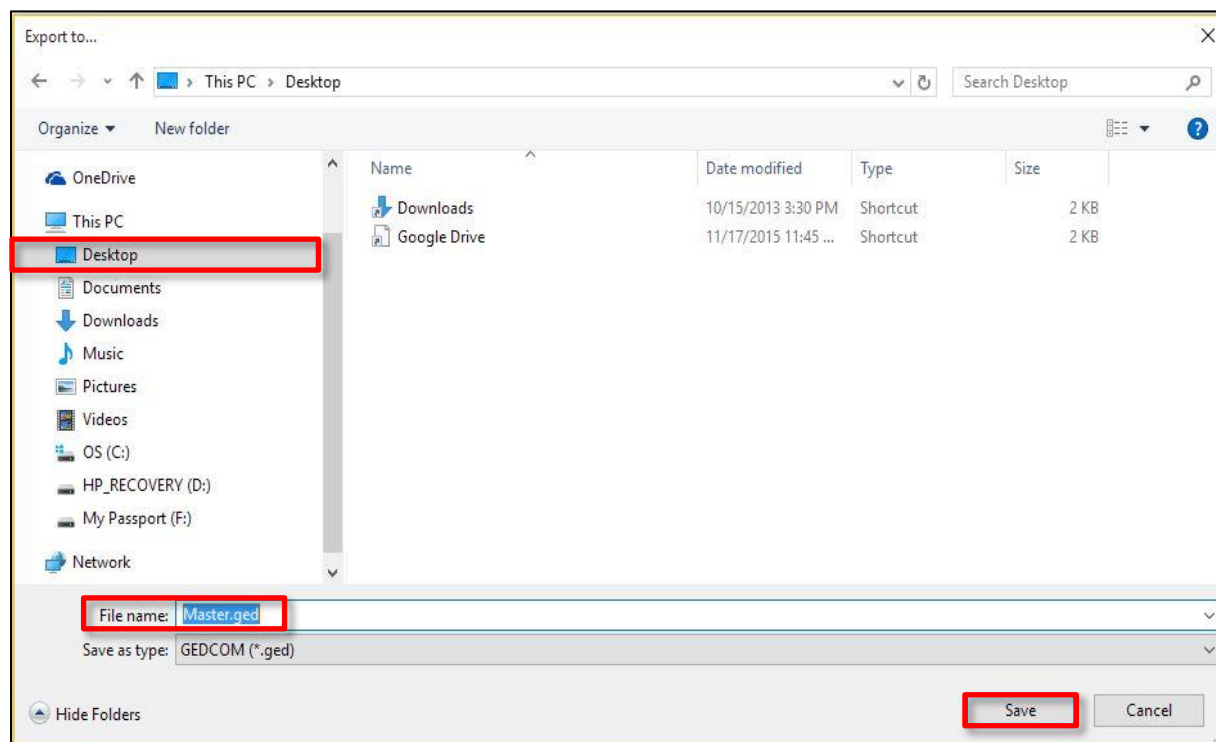 Export to...
This PC > Desktop
Search Desktop
Organize
New folder
OneDrive
This PC
Desktop
Documents
Downloads
Music
Pictures
Videos
OS (C:)
HP_RECOVERY (D:)
My Passport (F:)
Network
Name Date modified Type Size
Downloads 10/15/2013 3:30 PM Shortcut 2 KB
Google Drive 11/17/2015 11:45 ... Shortcut 2 KB
File name: Master.ged
Save as type: GEDCOM (*.ged)
Hide Folders
Save
Cancel